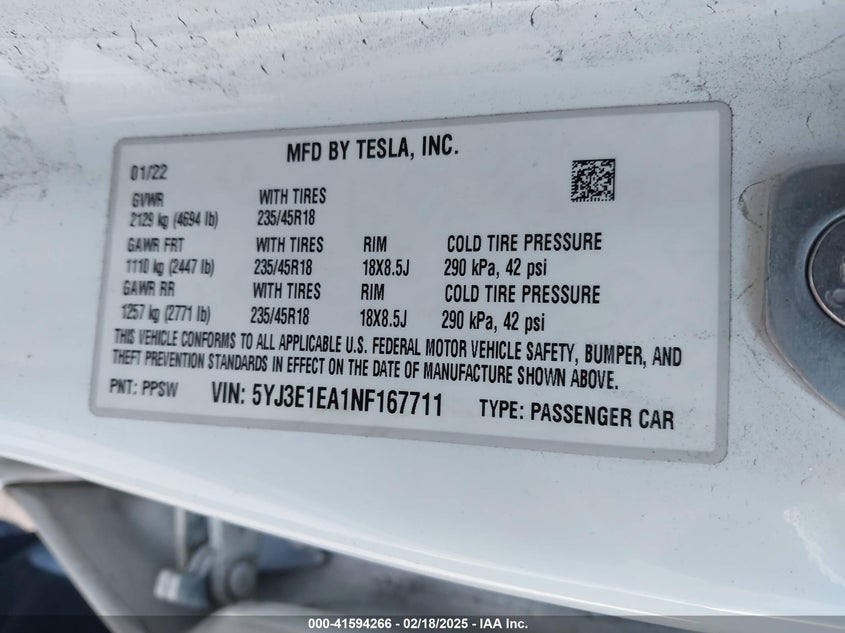 MFD BY TESLA, INC.
01/22
GVWR WITH TIRES
2129 kg (4694 lb) 235/45R18
GAWR FRT WITH TIRES RIM COLD TIRE PRESSURE
1110 kg (2447 lb) 235/45R18 18X8.5J 290 kPa, 42 psi
GAWR RR WITH TIRES RIM COLD TIRE PRESSURE
1257 kg (2771 lb) 235/45R18 18X8.5J 290 kPa, 42 psi
THIS VEHICLE CONFORMS TO ALL APPLICABLE U.S. FEDERAL MOTOR VEHICLE SAFETY, BUMPER, AND
THEFT PREVENTION STANDARDS IN EFFECT ON THE DATE OF MANUFACTURE SHOWN ABOVE.
PNT: PPSW VIN: 5YJ3E1EA1NF167711 TYPE: PASSENGER CAR
000-41594266 - 02/18/2025 - IAA Inc.